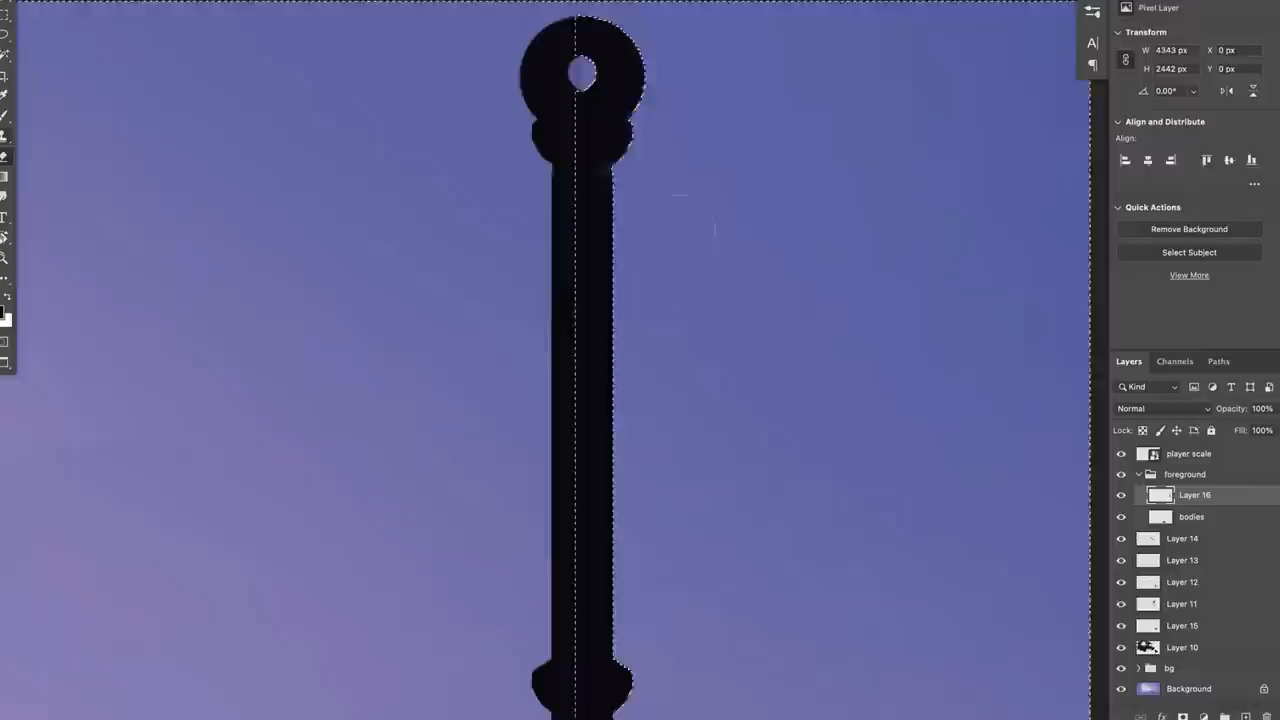 Pixel Layer
Transform
W 4343 px X 0 px
H 2442 px Y 0 px
0.00°
Align and Distribute
Align:
Quick Actions
Remove Background
Select Subject
View More
Layers Channels Paths
Kind
Normal Opacity: 100%
Lock: Fill: 100%
player scale
foreground
Layer 16
bodies
Layer 14
Layer 13
Layer 12
Layer 11
Layer 15
Layer 10
bg
Background